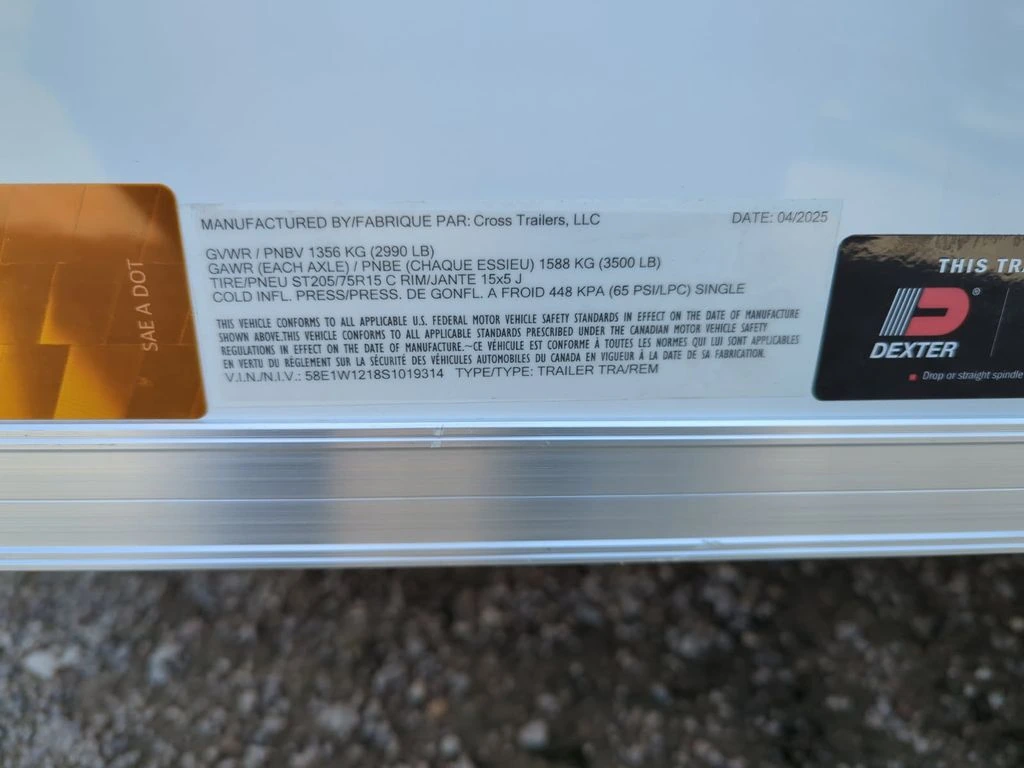 MANUFACTURED BY/FABRIQUE PAR: Cross Trailers, LLC DATE: 04/2025
GVWR / PNBV 1356 KG (2990 LB)
GAWR (EACH AXLE) / PNBE (CHAQUE ESSIEU) 1588 KG (3500 LB)
TIRE/PNEU ST205/75R15 C RIM/JANTE 15x5 J
COLD INFL. PRESS/PRESS. DE GONFL. A FROID 448 KPA (65 PSI/LPC) SINGLE
THIS VEHICLE CONFORMS TO ALL APPLICABLE U.S. FEDERAL MOTOR VEHICLE SAFETY STANDARDS IN EFFECT ON THE DATE OF MANUFACTURE
SHOWN ABOVE.THIS VEHICLE CONFORMS TO ALL APPLICABLE STANDARDS PRESCRIBED UNDER THE CANADIAN MOTOR VEHICLE SAFETY
REGULATIONS IN EFFECT ON THE DATE OF MANUFACTURE.–CE VÉHICULE EST CONFORME À TOUTES LES NORMES QUI LUI SONT APPLICABLES
EN VERTU DU RÈGLEMENT SUR LA SÉCURITÉ DES VÉHICULES AUTOMOBILES DU CANADA EN VIGUEUR À LA DATE DE SA FABRICATION.
V.I.N./N.I.V.: 58E1W1218S1019314 TYPE/TYPE: TRAILER TRA/REM
SAE A DOT
THIS TR
DEXTER
Drop or straight spindle